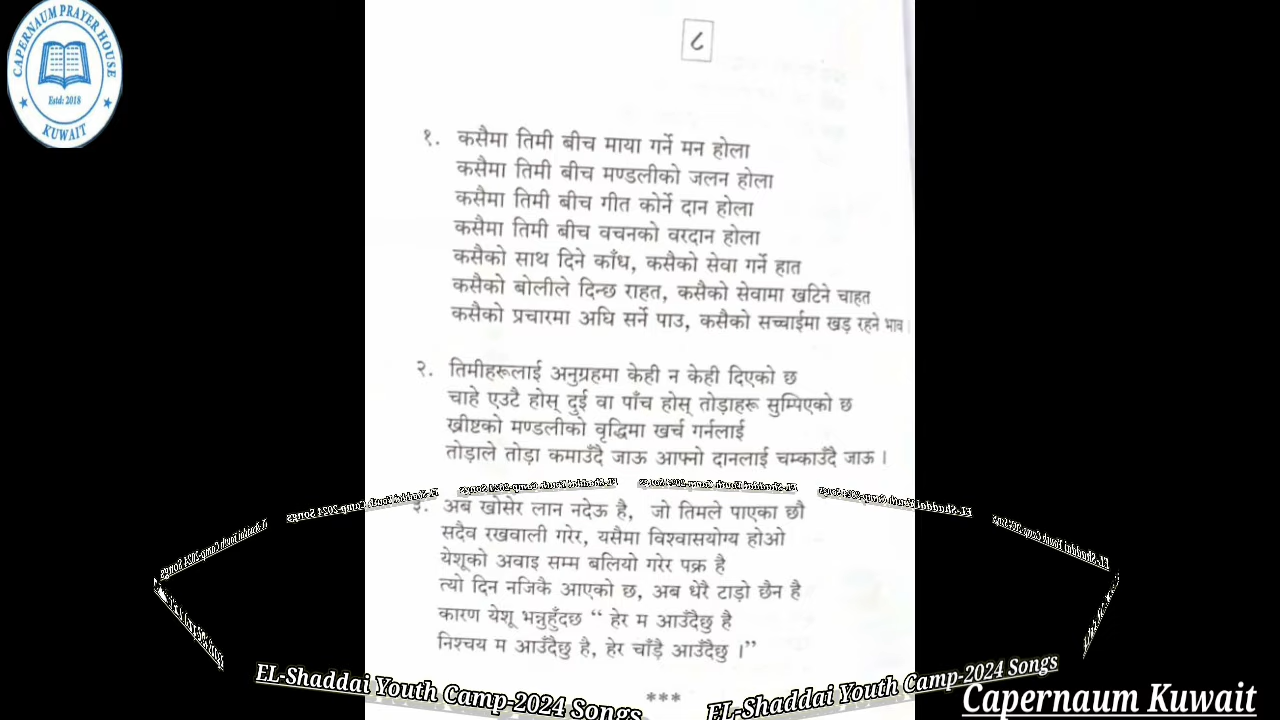 CAPERNAUM PRAYER HOUSE
Estd: 2018
KUWAIT
८
१. कसैमा तिमी बीच माया गर्ने मन होला
कसैमा तिमी बीच मण्डलीको जलन होला
कसैमा तिमी बीच गीत कोर्ने दान होला
कसैमा तिमी बीच वचनको वरदान होला
कसैको साथ दिने काँध, कसैको सेवा गर्ने हात
कसैको बोलीले दिन्छ राहत, कसैको सेवामा खटिने चाहत
कसैको प्रचारमा अघि सर्ने पाउ, कसैको सच्चाईमा खड़ रहने भाव
२. तिमीहरूलाई अनुग्रहमा केही न केही दिएको छ
चाहे एउटै होस् दुई वा पाँच होस् तोड़ाहरू सुम्पिएको छ
ख्रीष्टको मण्डलीको वृद्धिमा खर्च गर्नलाई
तोड़ाले तोड़ा कमाउँदै जाऊ आफ्नो दानलाई चम्काउँदै जाऊ ।
३. अब खोसेर लान नदेऊ है, जो तिमले पाएका छौ
सदैव रखवाली गरेर, यसैमा विश्वासयोग्य होओ
येशूको अवाइ सम्म बलियो गरेर पक्र है
त्यो दिन नजिकै आएको छ, अब धेरै टाड़ो छैन है
कारण येशू भन्नुहुँदछ “ हेर म आउँदैछु है
निश्चय म आउँदैछु है, हेर चाँड़ै आउँदैछु ।”
***
EL-Shaddai Youth Camp-2024 Songs
EL-Shaddai Youth Camp-2024 Songs
Capernaum Kuwait